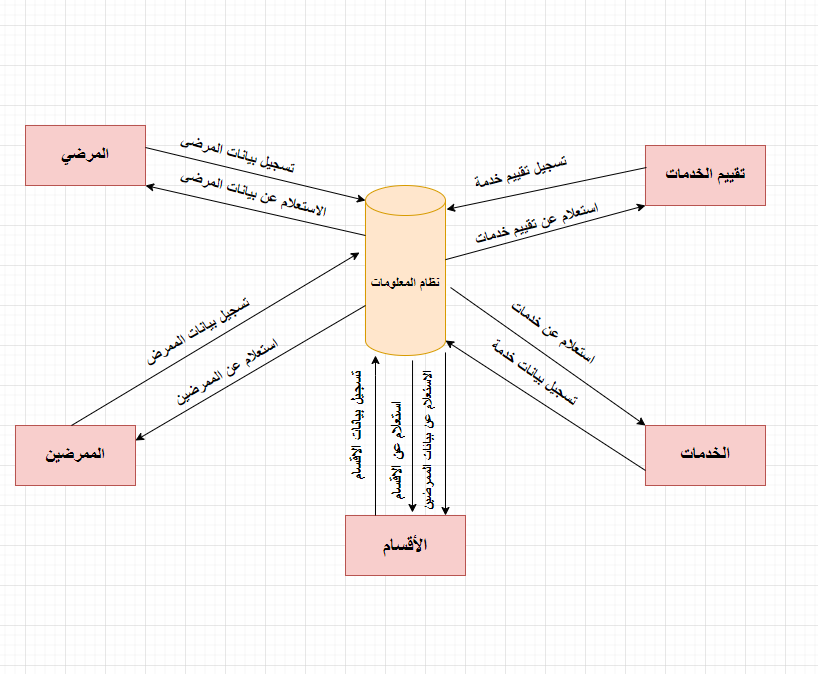 المرضي
تسجيل بيانات المرضى
الاستعلام عن بيانات المرضى
تسجيل تقييم خدمة
تقييم الخدمات
استعلام عن تقييم خدمات
نظام المعلومات
تسجيل بيانات الممرض
استعلام عن الممرضين
استعلام عن خدمات
تسجيل بيانات خدمة
الممرضين
تسجيل بيانات الاقسام
استعلام عن الاقسام
الاستعلام عن بيانات الممرضين
الخدمات
الأقسام